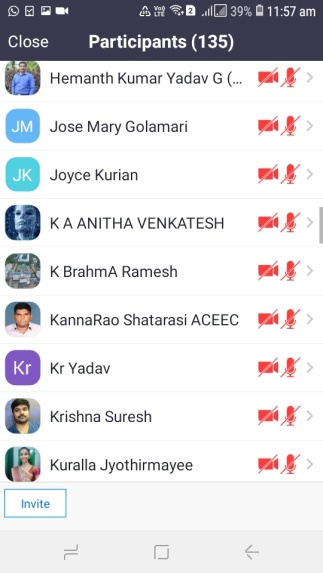 39% 11:57 am
Close Participants (135)
Hemanth Kumar Yadav G (...
JM Jose Mary Golamari
JK Joyce Kurian
K A ANITHA VENKATESH
K BrahmA Ramesh
KannaRao Shatarasi ACEEC
Kr Kr Yadav
Krishna Suresh
Kuralla Jyothirmayee
Invite